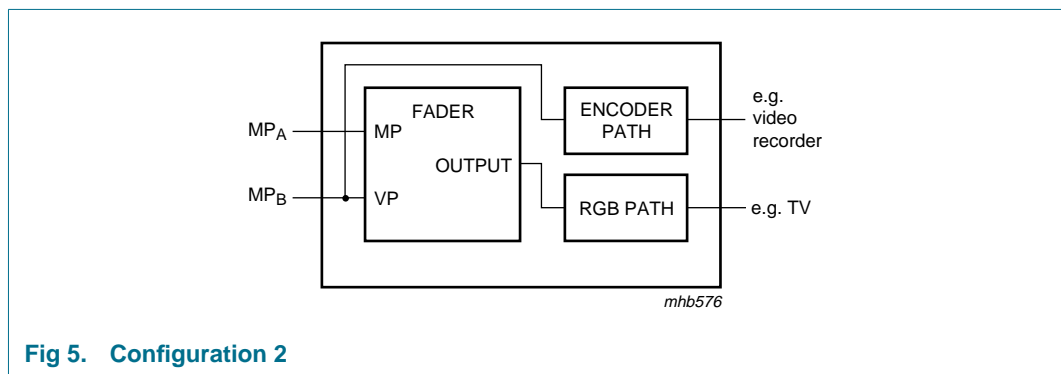 FADER
ENCODER
PATH
e.g.
video
recorder
MPA
MP
OUTPUT
MPB
VP
RGB PATH
e.g. TV
mhb576
Fig 5. Configuration 2